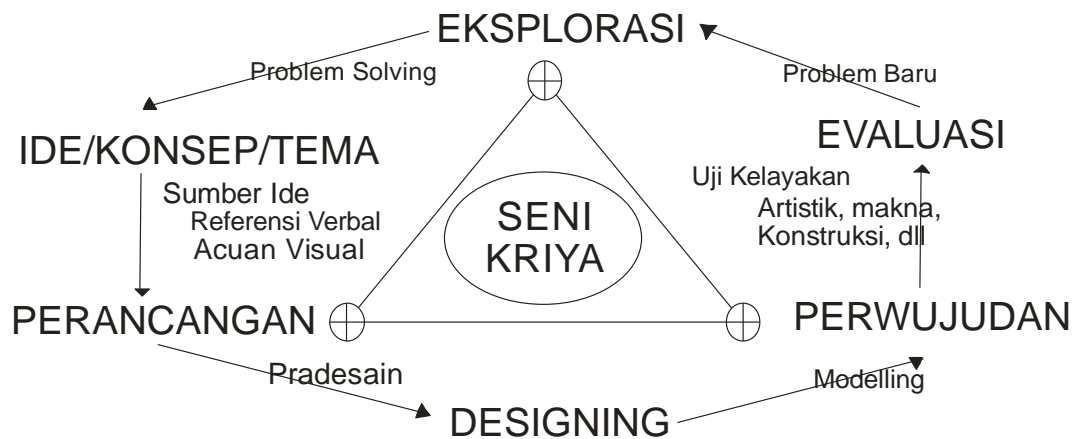 EKSPLORASI
Problem Solving
Problem Baru
IDE/KONSEP/TEMA
EVALUASI
Sumber Ide
Referensi Verbal
Acuan Visual
SENI
KRIYA
Uji Kelayakan
Artistik, makna,
Konstruksi, dll
PERANCANGAN
PERWUJUDAN
Pradesain
Modelling
DESIGNING